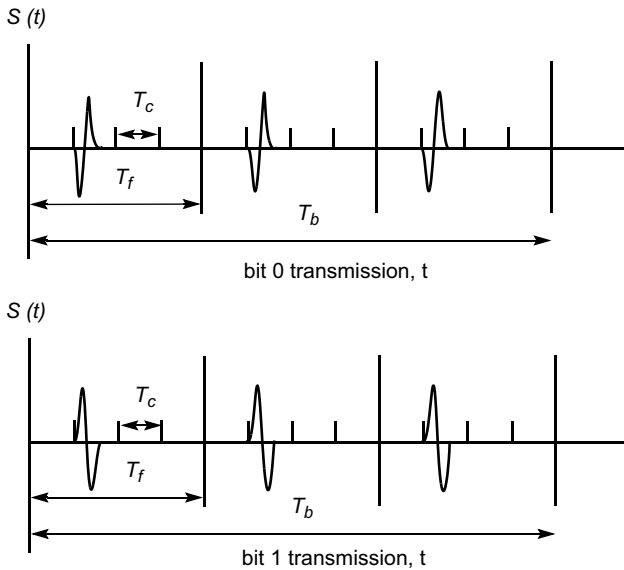 S (t)
T_c
T_f
T_b
bit 0 transmission, t
S (t)
T_c
T_f
T_b
bit 1 transmission, t